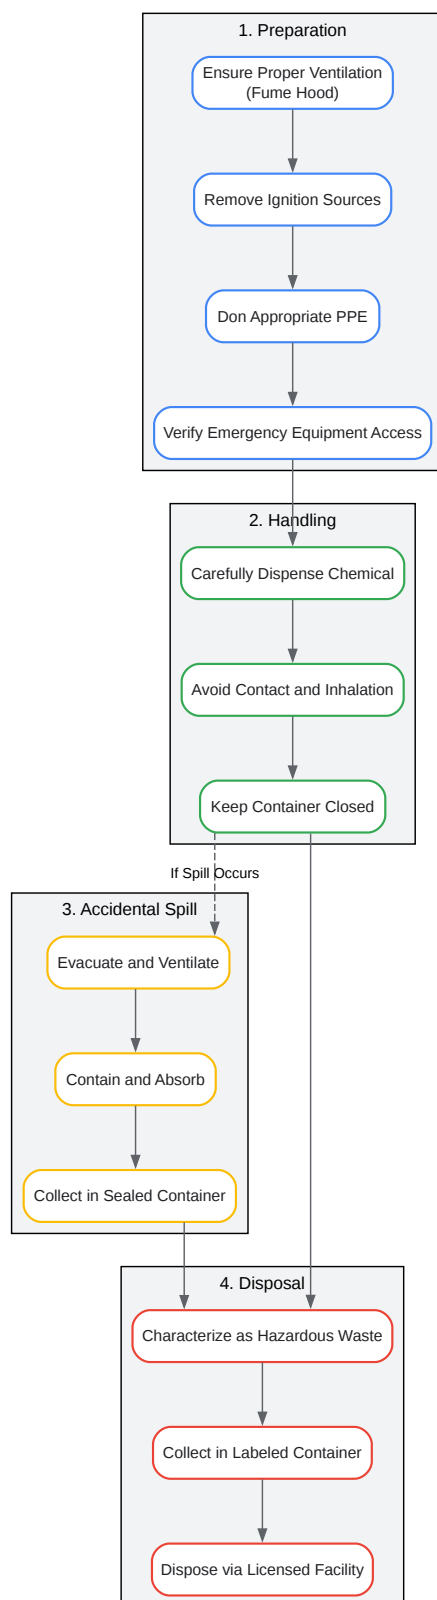 1. Preparation
Ensure Proper Ventilation
(Fume Hood)
Remove Ignition Sources
Don Appropriate PPE
Verify Emergency Equipment Access
2. Handling
Carefully Dispense Chemical
Avoid Contact and Inhalation
Keep Container Closed
If Spill Occurs
3. Accidental Spill
Evacuate and Ventilate
Contain and Absorb
Collect in Sealed Container
4. Disposal
Characterize as Hazardous Waste
Collect in Labeled Container
Dispose via Licensed Facility